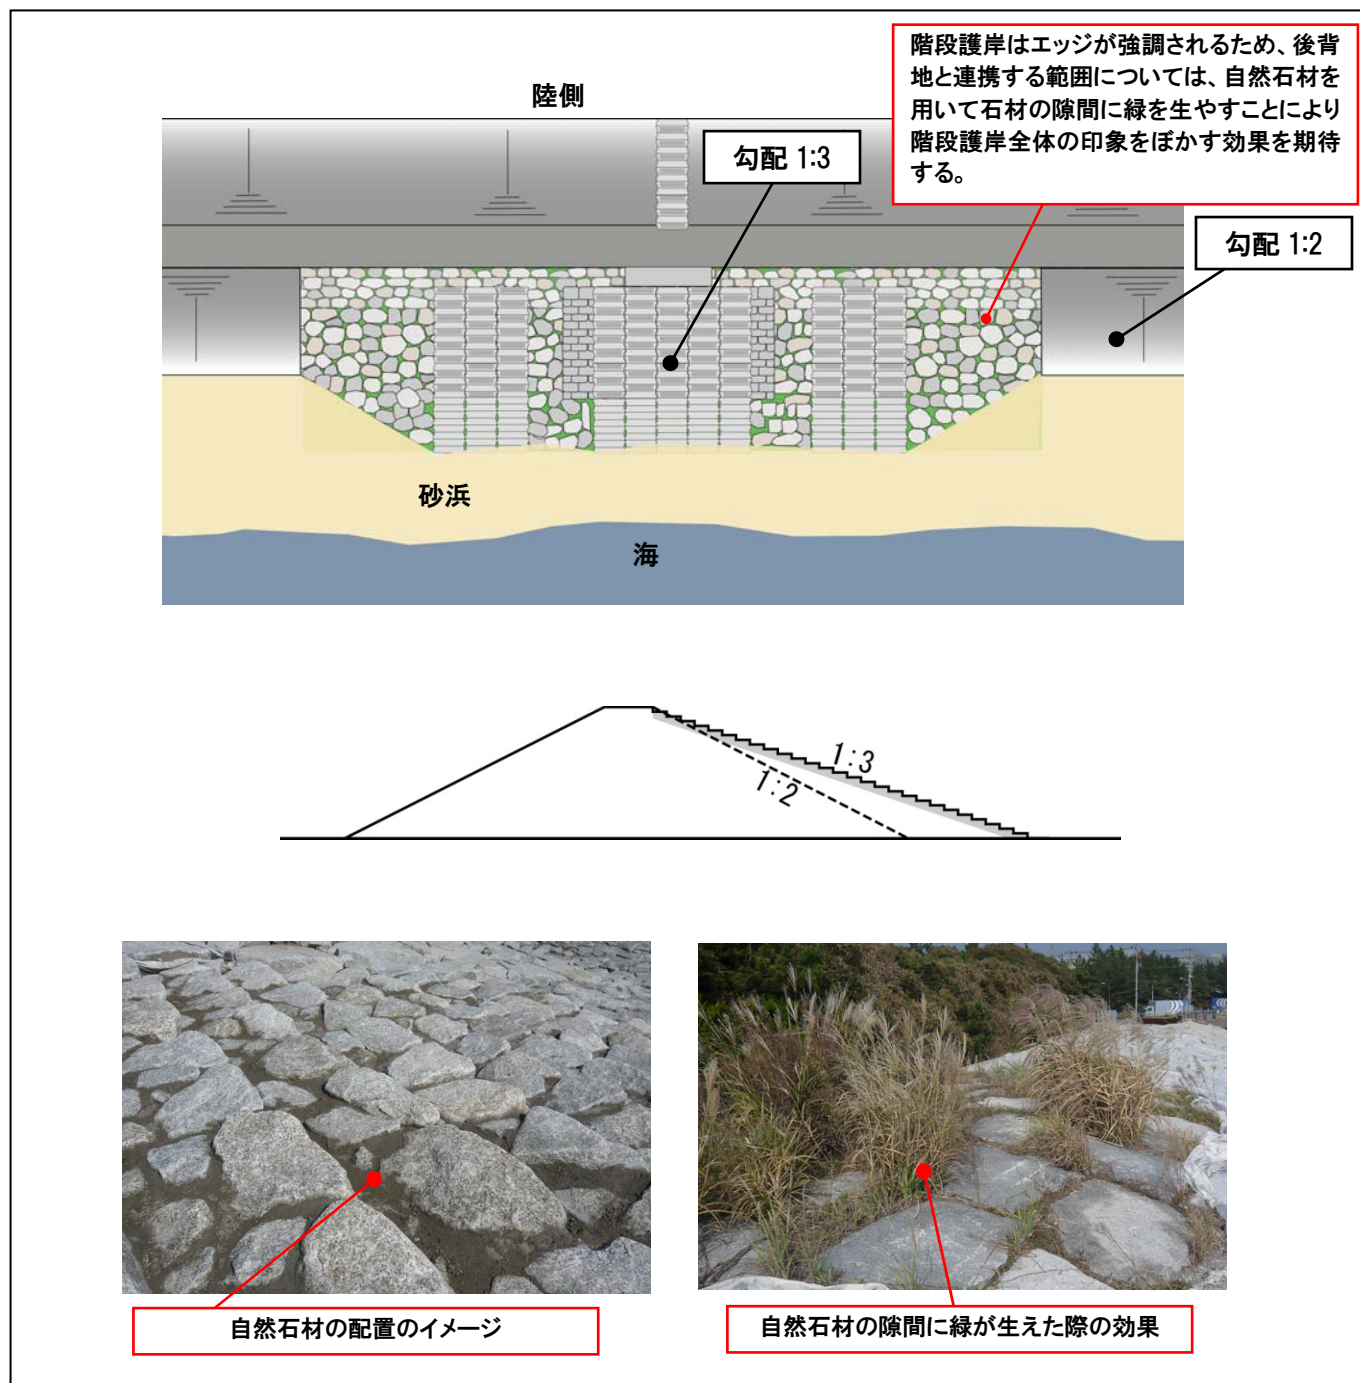 階段護岸はエッジが強調されるため、後背
地と連携する範囲については、自然石材を
用いて石材の隙間に緑を生やすことにより
階段護岸全体の印象をぼかす効果を期待
する。
陸側
勾配 1:3
勾配 1:2
砂浜
海
1:3
1:2
自然石材の配置のイメージ
自然石材の隙間に緑が生えた際の効果